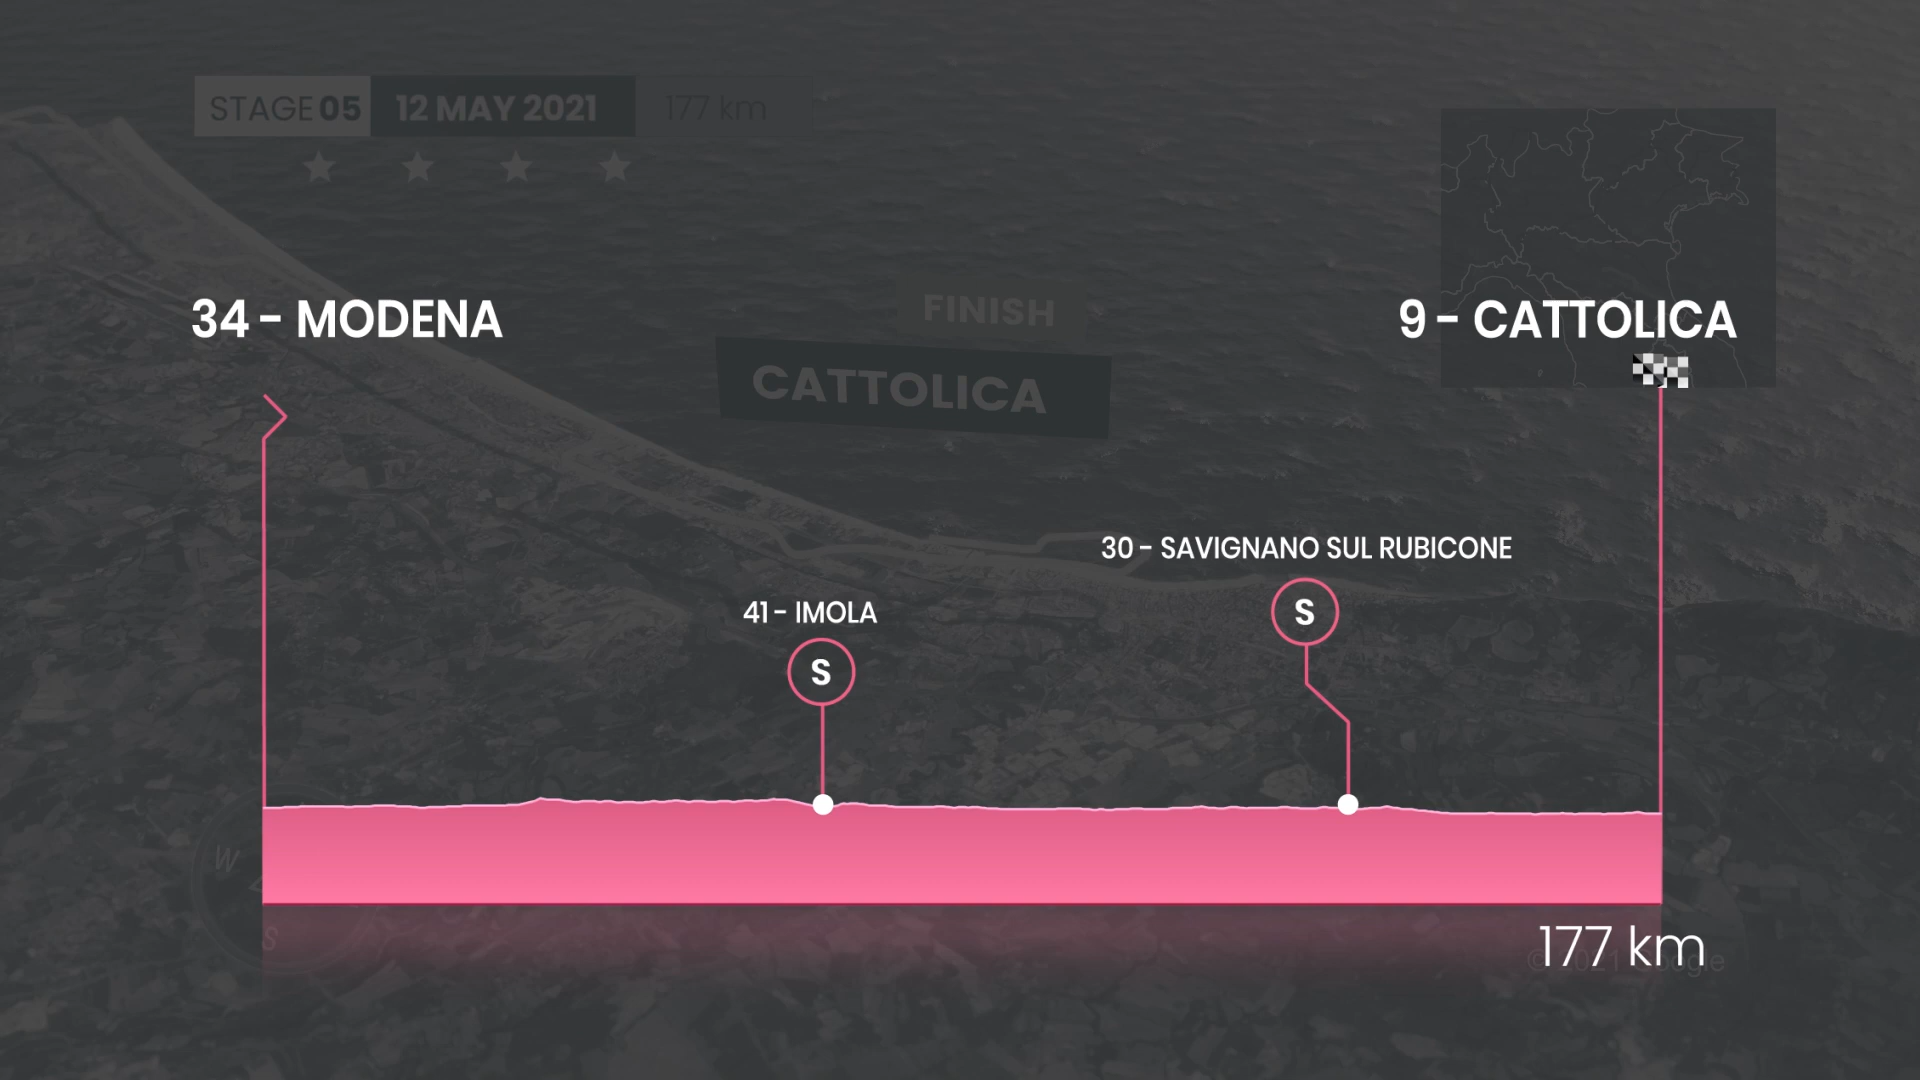 STAGE 05 12 MAY 2021 177 km
FINISH
CATTOLICA
34 - MODENA
9 - CATTOLICA
30 - SAVIGNANO SUL RUBICONE
S
41 - IMOLA
S
W
S
177 km